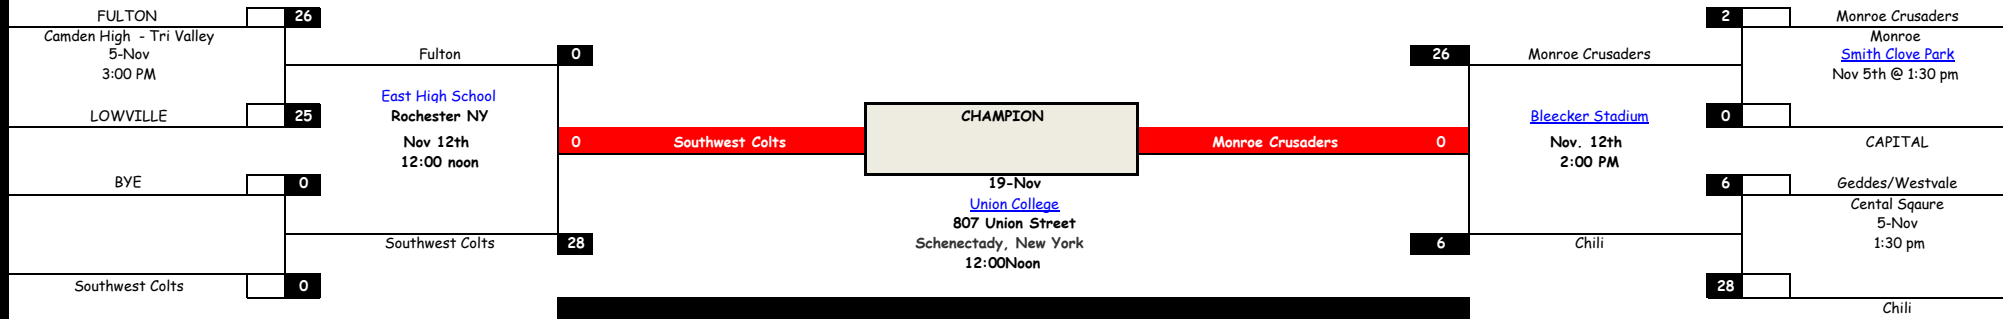 FULTON 26
Camden High - Tri Valley
5-Nov
3:00 PM
LOWVILLE 25
BYE 0
Southwest Colts 0
Fulton 0
East High School
Rochester NY
Nov 12th
12:00 noon
Southwest Colts 28
0 Southwest Colts
CHAMPION
19-Nov
Union College
807 Union Street
Schenectady, New York
12:00Noon
Monroe Crusaders 0
26 Monroe Crusaders
Bleecker Stadium
Nov. 12th
2:00 PM
6 Chili
2 Monroe Crusaders
Monroe
Smith Clove Park
Nov 5th @ 1:30 pm
0
CAPITAL
6 Geddes/Westvale
Cental Sqaure
5-Nov
1:30 pm
28
Chili